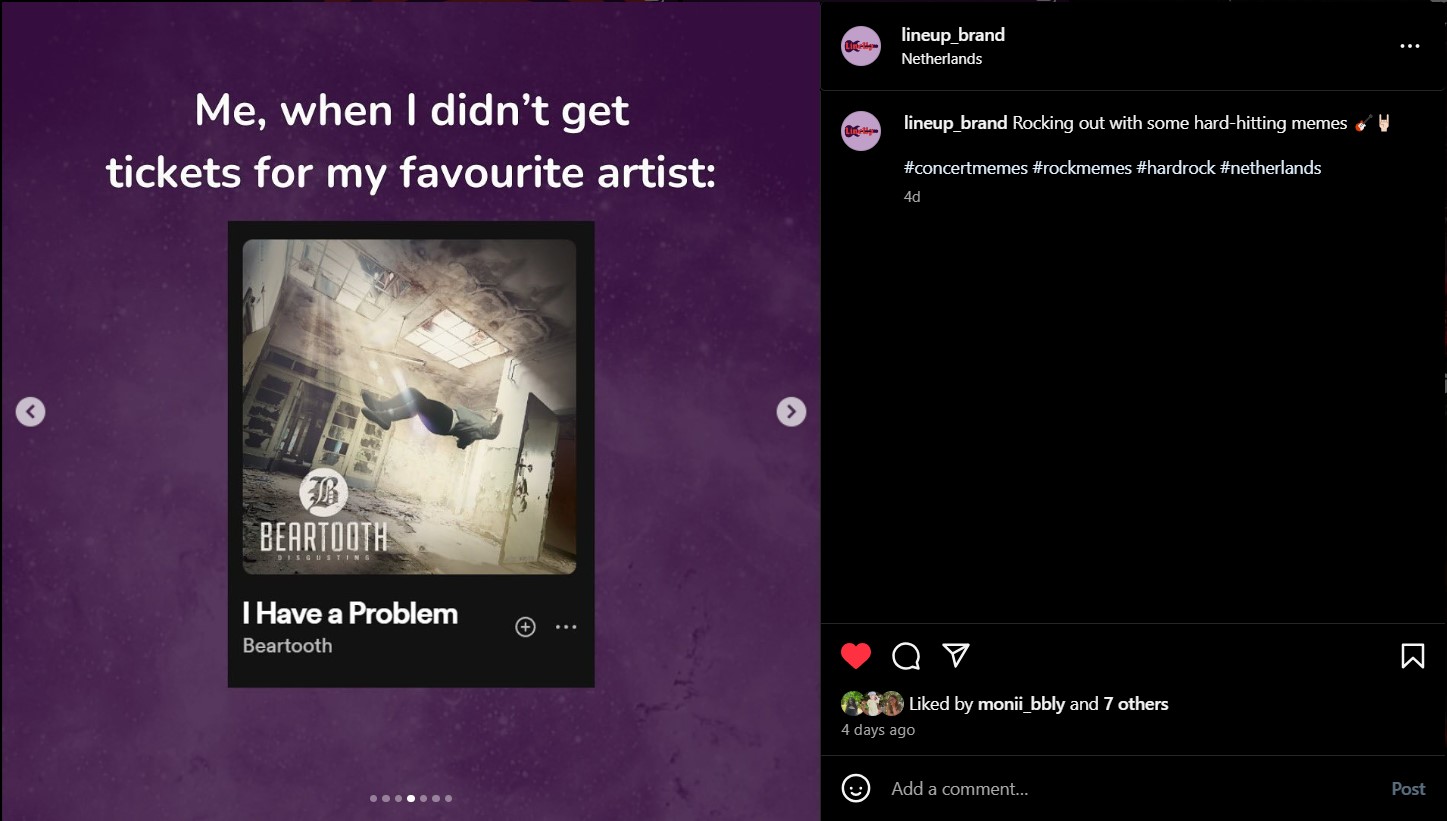 Me, when I didn’t get
tickets for my favourite artist:
B
BEARTOOTH
DISGUSTING
I Have a Problem
Beartooth
lineup_brand
Netherlands
lineup_brand Rocking out with some hard-hitting memes 🎸🤘🏻
#concertmemes #rockmemes #hardrock #netherlands
4d
Liked by monii_bbly and 7 others
4 days ago
Add a comment...
Post